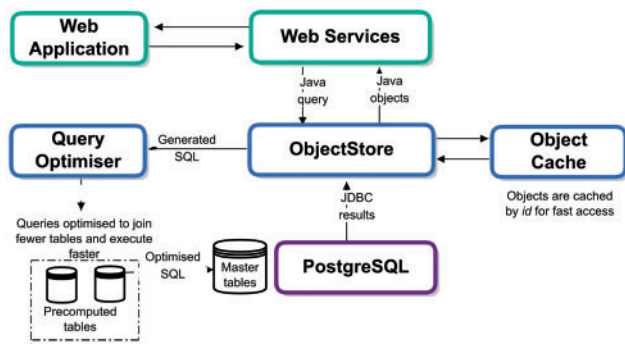 Web
Application
Web Services
Java
query
Java
objects
Query
Optimiser
Generated
SQL
ObjectStore
Object
Cache
Objects are cached
by id for fast access
Queries optimised to join
fewer tables and execute
faster
JDBC
results
Optimised
SQL
Master
tables
PostgreSQL
Precomputed
tables